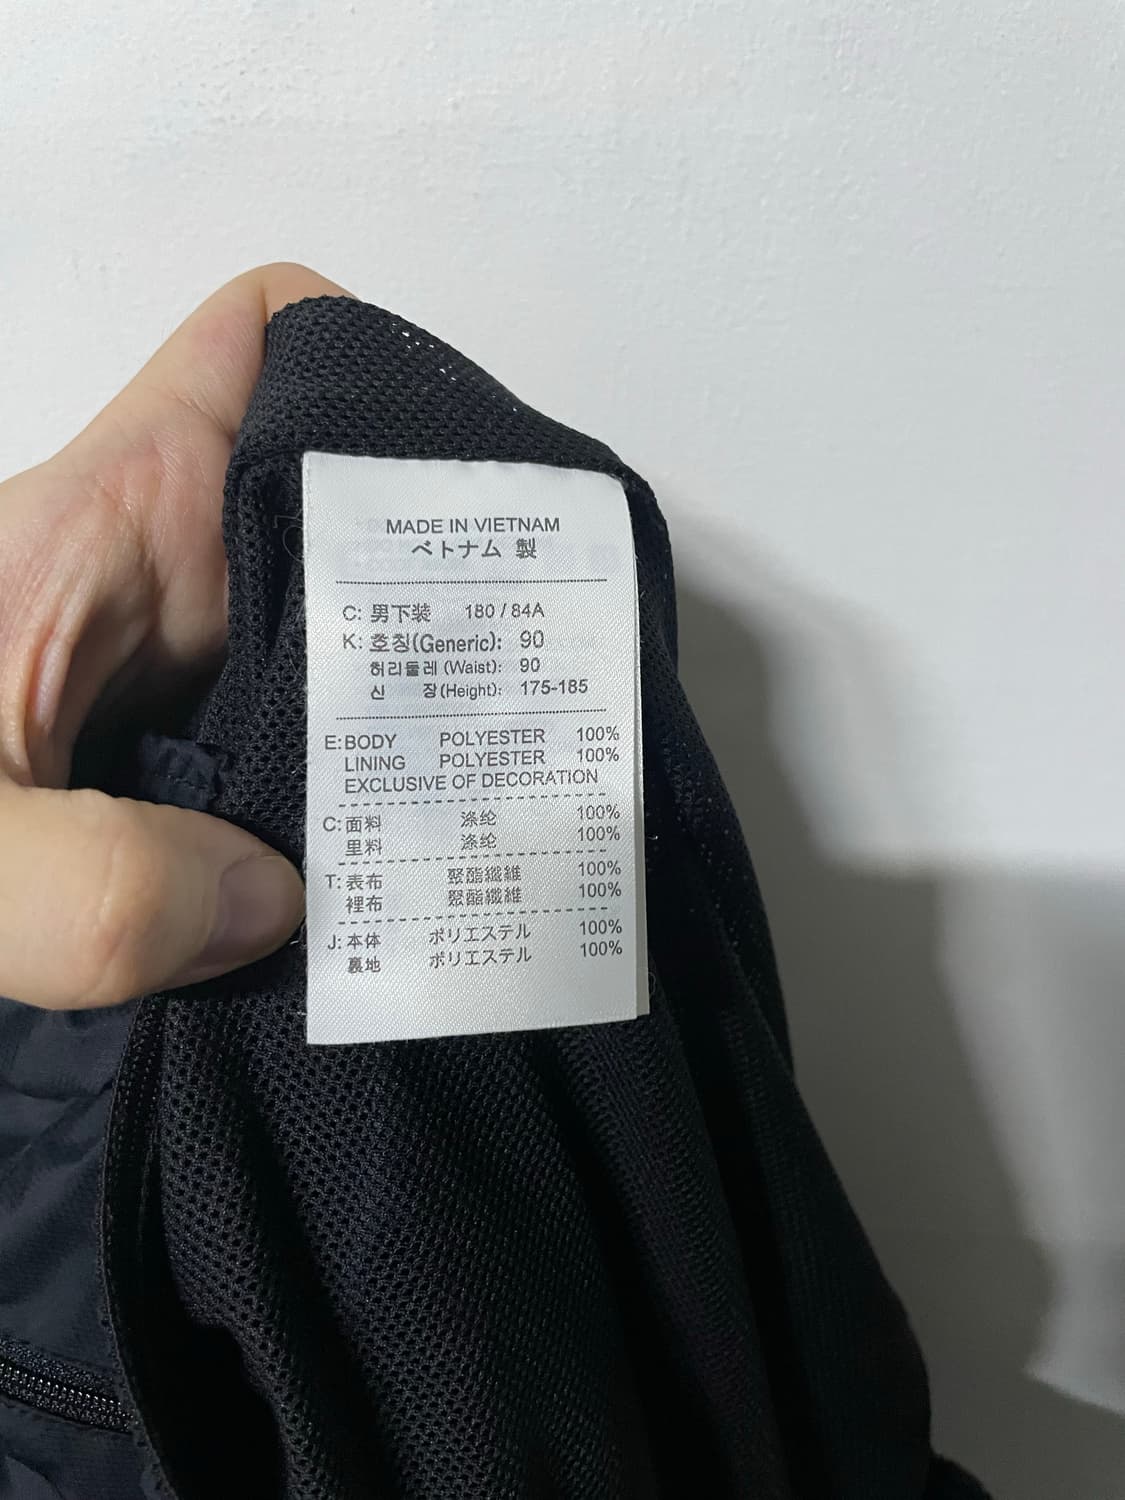 MADE IN VIETNAM
ベトナム 製
C: 男下装 180 / 84A
K: 호칭(Generic): 90
허리둘레 (Waist): 90
신 장(Height): 175-185
E: BODY POLYESTER 100%
LINING POLYESTER 100%
EXCLUSIVE OF DECORATION
C: 面料 涤纶 100%
里料 涤纶 100%
T: 表布 聚酯纖維 100%
裡布 聚酯纖維 100%
J: 本体 ポリエステル 100%
裏地 ポリエステル 100%